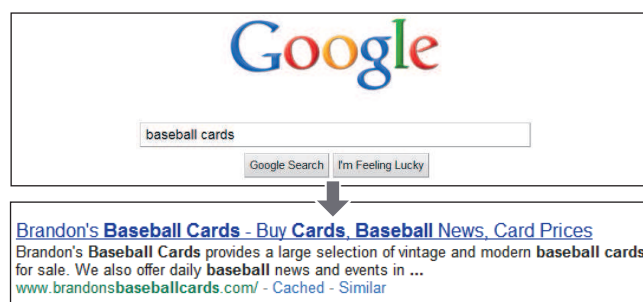 Google
baseball cards
Google Search I'm Feeling Lucky
Brandon's Baseball Cards - Buy Cards, Baseball News, Card Prices
Brandon's Baseball Cards provides a large selection of vintage and modern baseball cards
for sale. We also offer daily baseball news and events in ...
www.brandonsbaseballcards.com/ - Cached - Similar